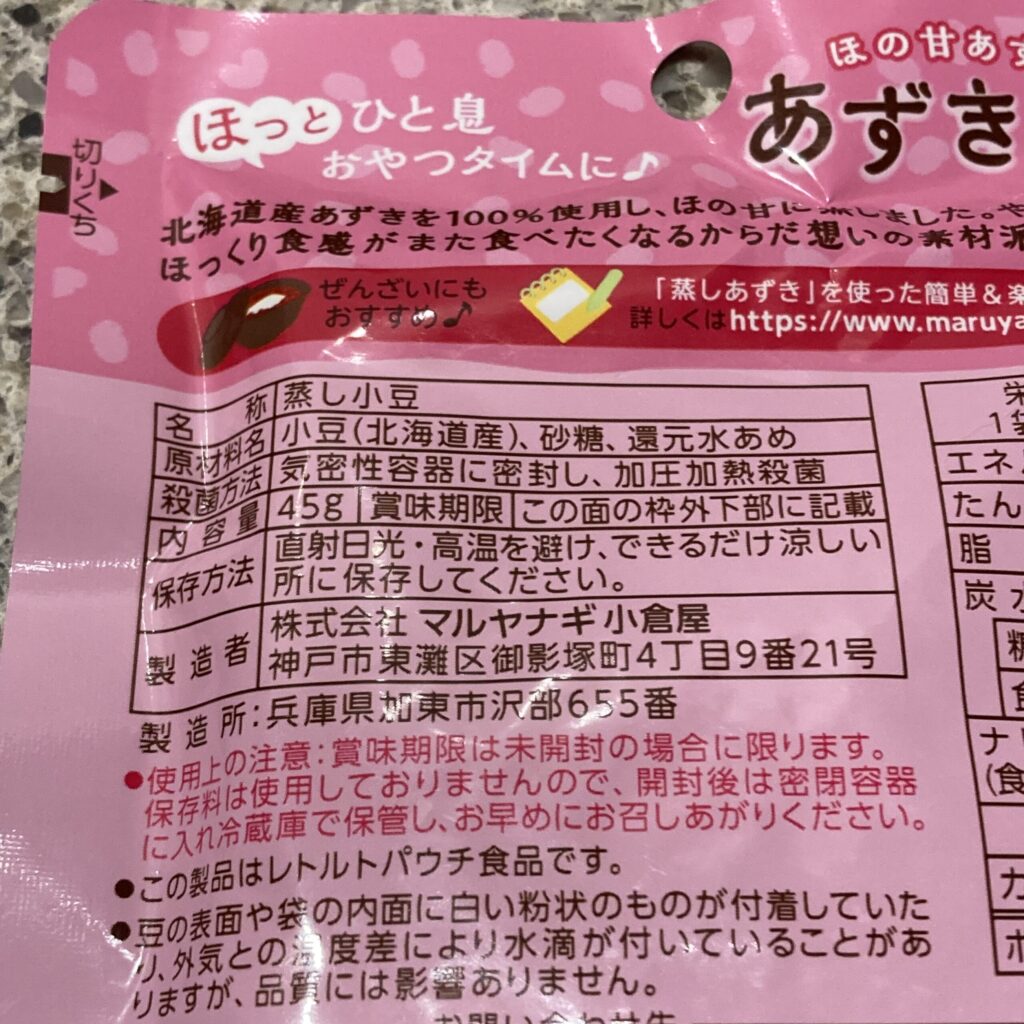 ほの甘あず
あずき
ほっとひと息
おやつタイムに♪
切りくち
北海道産あずきを100%使用し、ほの甘に蒸しました。
ほっくり食感がまた食べたくなるからだ想いの素材派
ぜんざいにも
おすすめ♪
「蒸しあずき」を使った簡単&楽
詳しくはhttps://www.maruya
名称 蒸し小豆
原材料名 小豆(北海道産)、砂糖、還元水あめ
殺菌方法 気密性容器に密封し、加圧加熱殺菌
内容量 45g 賞味期限 この面の枠外下部に記載
保存方法 直射日光・高温を避け、できるだけ涼しい
所に保存してください。
製造者 株式会社 マルヤナギ小倉屋
神戸市東灘区御影塚町4丁目9番21号
製造所:兵庫県加東市沢部655番
●使用上の注意:賞味期限は未開封の場合に限ります。
保存料は使用しておりませんので、開封後は密閉容器
に入れ冷蔵庫で保管し、お早めにお召しあがりください。
●この製品はレトルトパウチ食品です。
●豆の表面や袋の内面に白い粉状のものが付着していた
り、外気との温度差により水滴が付いていることがあ
りますが、品質には影響ありません。
栄
1袋
エネル
たん
脂
炭水
糖
食
ナト
(食
カ
ポ